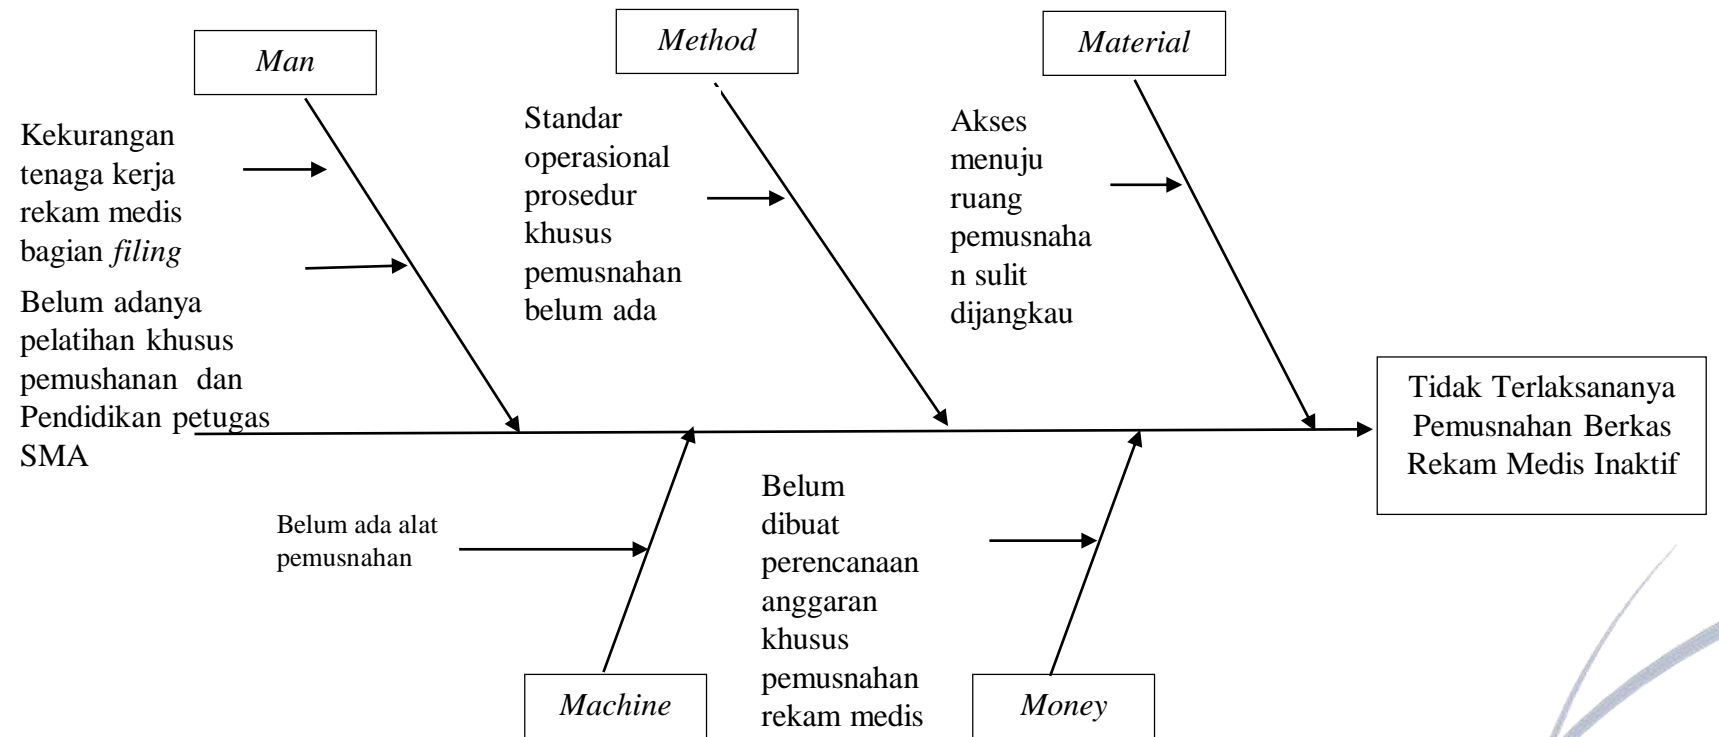 Man
Method
Material
Kekurangan
tenaga kerja
rekam medis
bagian filing
Belum adanya
pelatihan khusus
pemushanan dan
Pendidikan petugas
SMA
Standar
operasional
prosedur
khusus
pemusnahan
belum ada
Akses
menuju
ruang
pemusnaha
n sulit
dijangkau
Tidak Terlaksananya
Pemusnahan Berkas
Rekam Medis Inaktif
Belum ada alat
pemusnahan
Belum
dibuat
perencanaan
anggaran
khusus
pemusnahan
rekam medis
Machine
Money